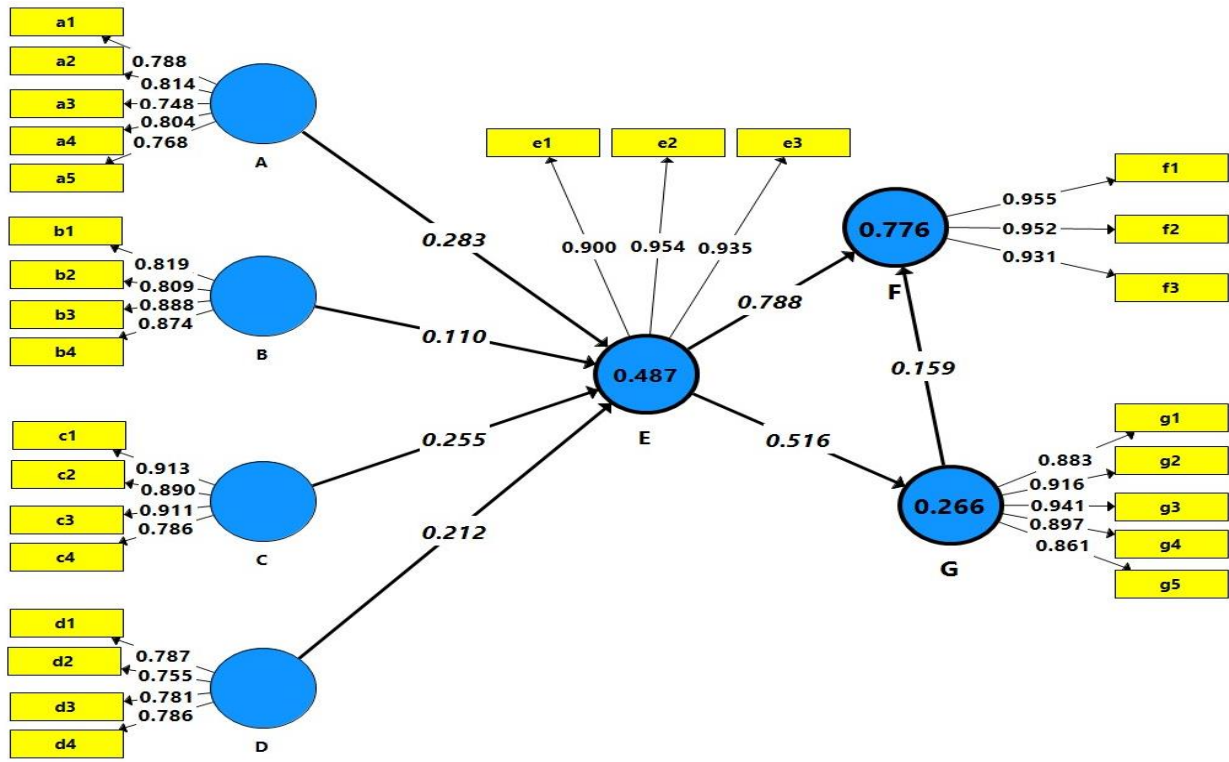 a1
a2
a3
a4
a5
0.788
0.814
0.748
0.804
0.768
A
b1
b2
b3
b4
0.819
0.809
0.888
0.874
B
c1
c2
c3
c4
0.913
0.890
0.911
0.786
C
d1
d2
d3
d4
0.787
0.755
0.781
0.786
D
0.283
0.110
0.255
0.212
e1 e2 e3
0.900 0.954 0.935
0.487
E
0.788
0.516
0.159
0.776
F
0.955
0.952
0.931
f1
f2
f3
0.266
G
0.883
0.916
0.941
0.897
0.861
g1
g2
g3
g4
g5